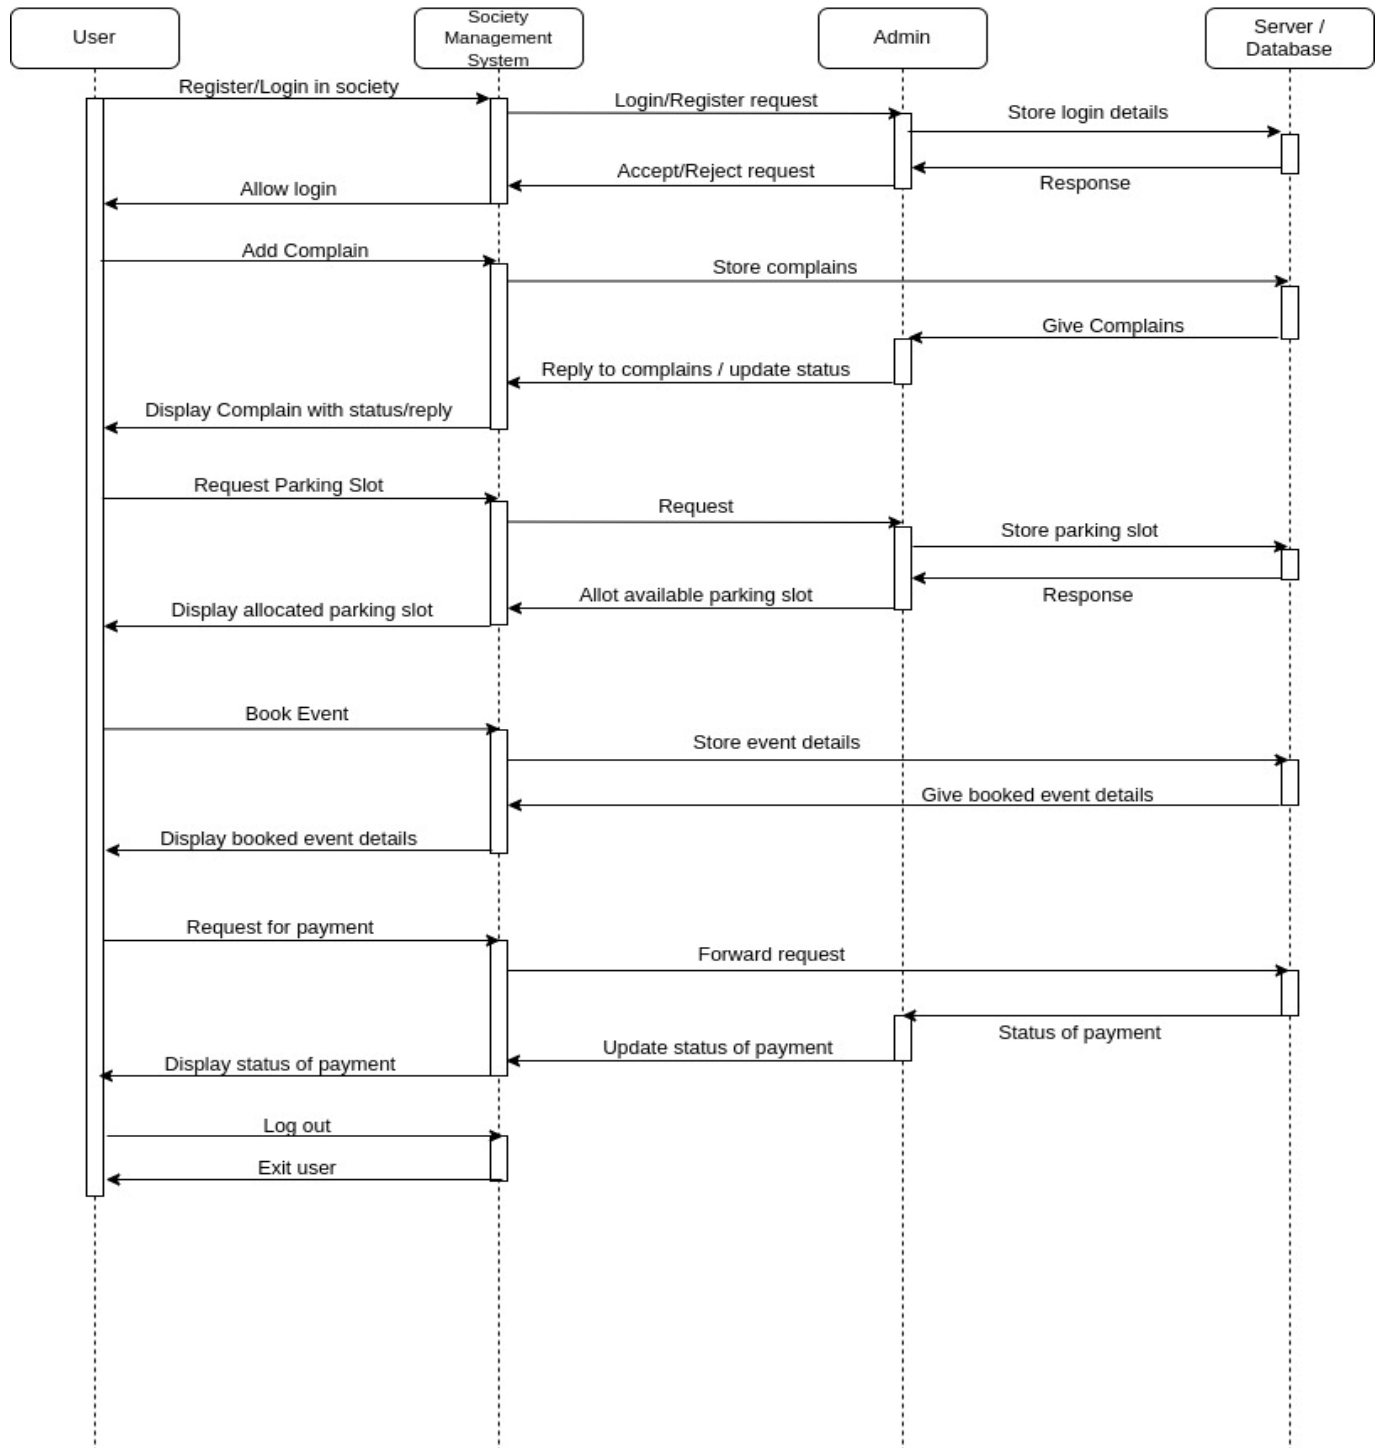 User
Society
Management
System
Admin
Server /
Database
Register/Login in society
Login/Register request
Store login details
Accept/Reject request
Response
Allow login
Add Complain
Store complains
Give Complains
Reply to complains / update status
Display Complain with status/reply
Request Parking Slot
Request
Store parking slot
Allot available parking slot
Response
Display allocated parking slot
Book Event
Store event details
Give booked event details
Display booked event details
Request for payment
Forward request
Status of payment
Update status of payment
Display status of payment
Log out
Exit user